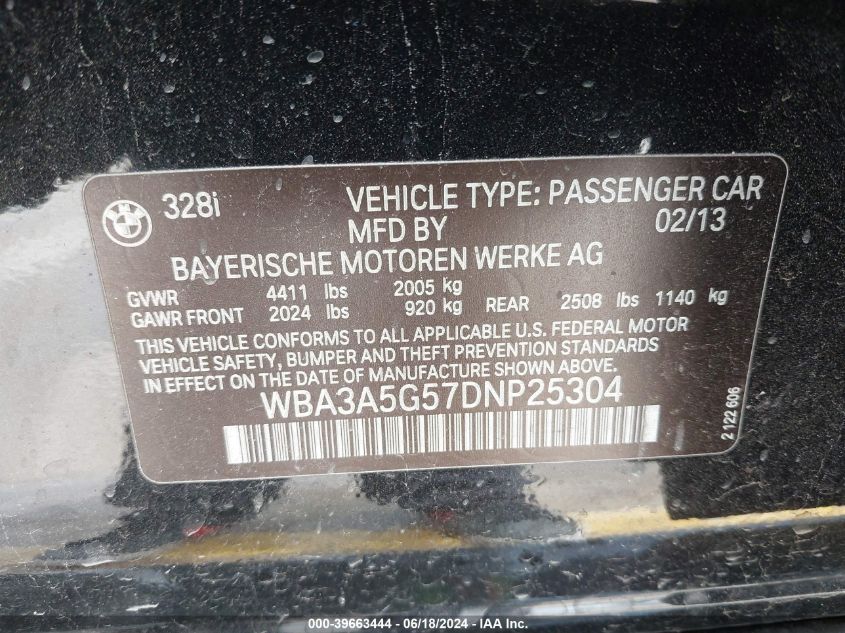 BMW
328i VEHICLE TYPE: PASSENGER CAR
MFD BY 02/13
BAYERISCHE MOTOREN WERKE AG
GVWR 4411 lbs 2005 kg
GAWR FRONT 2024 lbs 920 kg REAR 2508 lbs 1140 kg
THIS VEHICLE CONFORMS TO ALL APPLICABLE U.S. FEDERAL MOTOR
VEHICLE SAFETY, BUMPER AND THEFT PREVENTION STANDARDS
IN EFFECT ON THE DATE OF MANUFACTURE SHOWN ABOVE.
WBA3A5G57DNP25304
2 122 606
000-39663444 - 06/18/2024 - IAA, Inc.